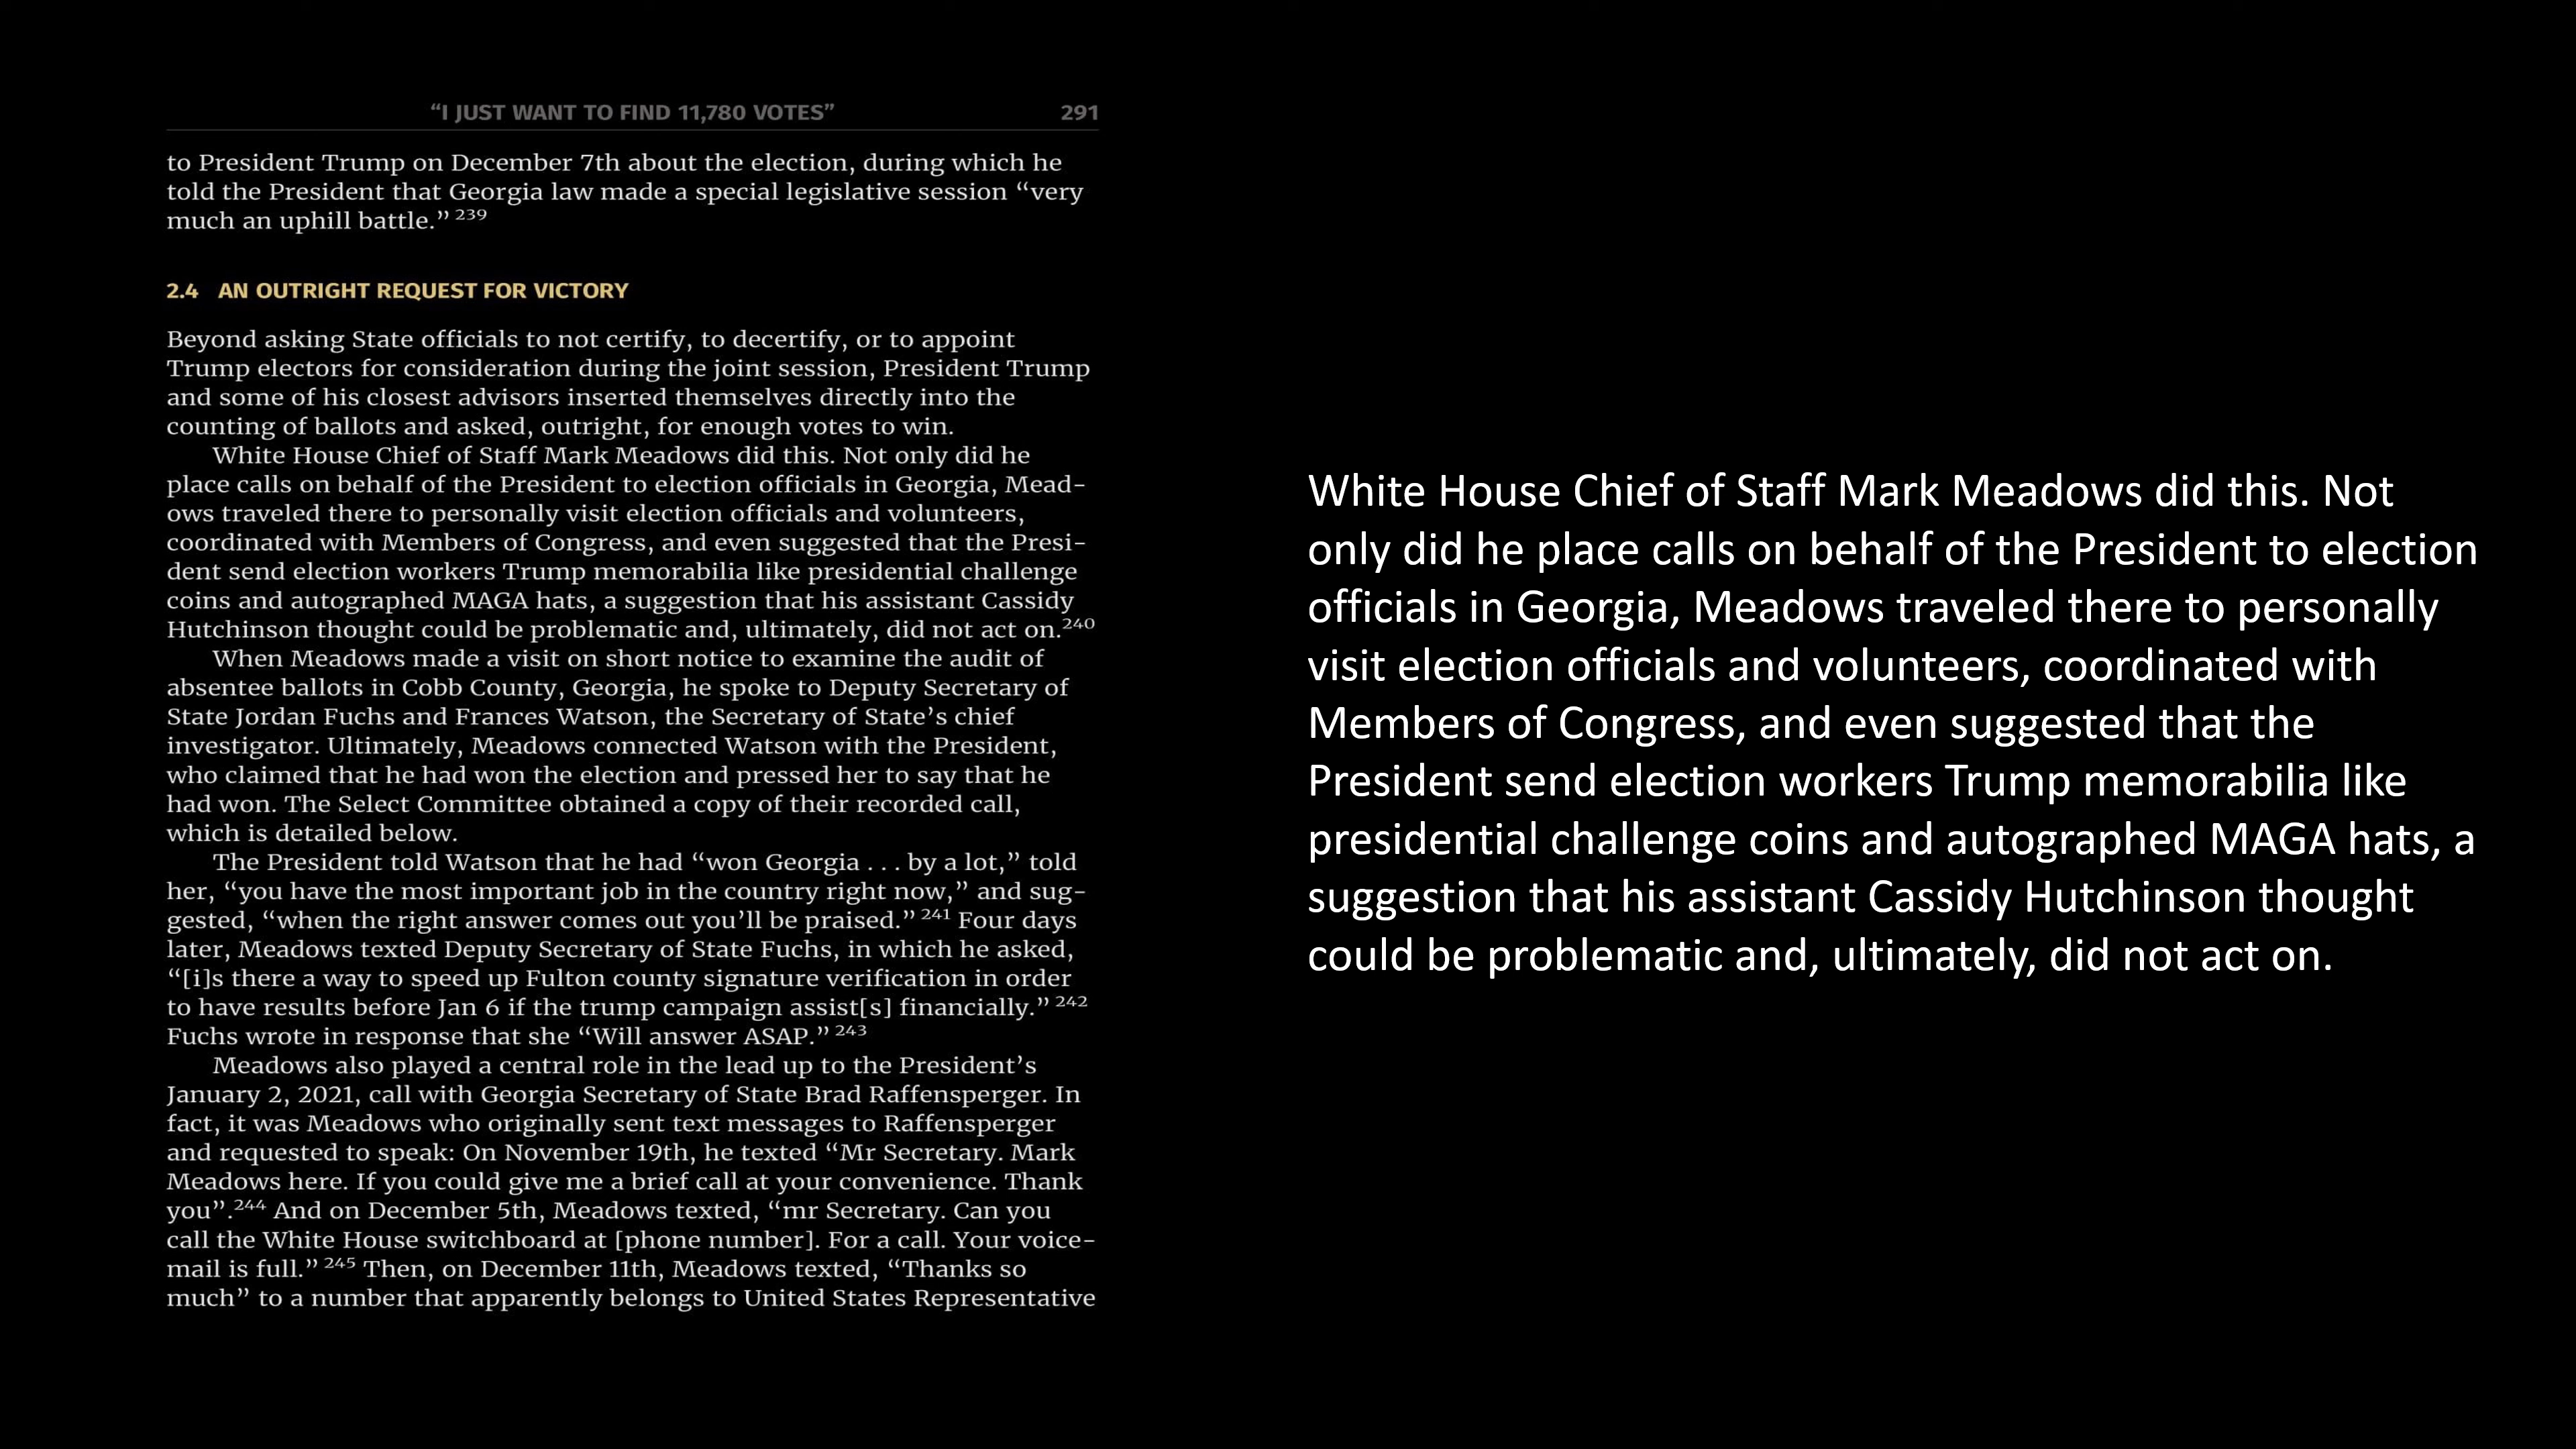 “I JUST WANT TO FIND 11,780 VOTES” 291
to President Trump on December 7th about the election, during which he
told the President that Georgia law made a special legislative session “very
much an uphill battle.” 239
2.4 AN OUTRIGHT REQUEST FOR VICTORY
Beyond asking State officials to not certify, to decertify, or to appoint
Trump electors for consideration during the joint session, President Trump
and some of his closest advisors inserted themselves directly into the
counting of ballots and asked, outright, for enough votes to win.
White House Chief of Staff Mark Meadows did this. Not only did he
place calls on behalf of the President to election officials in Georgia, Mead-
ows traveled there to personally visit election officials and volunteers,
coordinated with Members of Congress, and even suggested that the Presi-
dent send election workers Trump memorabilia like presidential challenge
coins and autographed MAGA hats, a suggestion that his assistant Cassidy
Hutchinson thought could be problematic and, ultimately, did not act on.240
When Meadows made a visit on short notice to examine the audit of
absentee ballots in Cobb County, Georgia, he spoke to Deputy Secretary of
State Jordan Fuchs and Frances Watson, the Secretary of State’s chief
investigator. Ultimately, Meadows connected Watson with the President,
who claimed that he had won the election and pressed her to say that he
had won. The Select Committee obtained a copy of their recorded call,
which is detailed below.
The President told Watson that he had “won Georgia . . . by a lot,” told
her, “you have the most important job in the country right now,” and sug-
gested, “when the right answer comes out you’ll be praised.” 241 Four days
later, Meadows texted Deputy Secretary of State Fuchs, in which he asked,
“[i]s there a way to speed up Fulton county signature verification in order
to have results before Jan 6 if the trump campaign assist[s] financially.” 242
Fuchs wrote in response that she “Will answer ASAP.” 243
Meadows also played a central role in the lead up to the President’s
January 2, 2021, call with Georgia Secretary of State Brad Raffensperger. In
fact, it was Meadows who originally sent text messages to Raffensperger
and requested to speak: On November 19th, he texted “Mr Secretary. Mark
Meadows here. If you could give me a brief call at your convenience. Thank
you”.244 And on December 5th, Meadows texted, “mr Secretary. Can you
call the White House switchboard at [phone number]. For a call. Your voice-
mail is full.” 245 Then, on December 11th, Meadows texted, “Thanks so
much” to a number that apparently belongs to United States Representative
White House Chief of Staff Mark Meadows did this. Not
only did he place calls on behalf of the President to election
officials in Georgia, Meadows traveled there to personally
visit election officials and volunteers, coordinated with
Members of Congress, and even suggested that the
President send election workers Trump memorabilia like
presidential challenge coins and autographed MAGA hats, a
suggestion that his assistant Cassidy Hutchinson thought
could be problematic and, ultimately, did not act on.